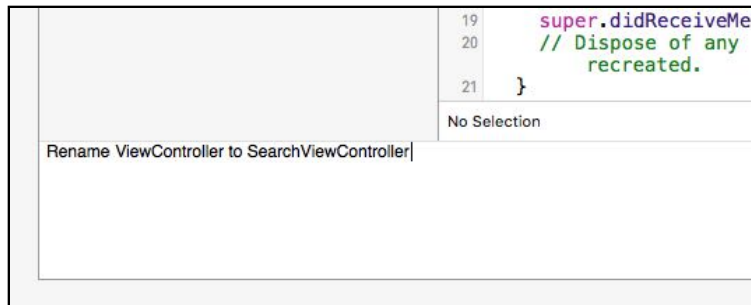 19 super.didReceiveMe
20 // Dispose of any
recreated.
21 }
No Selection
Rename ViewController to SearchViewController